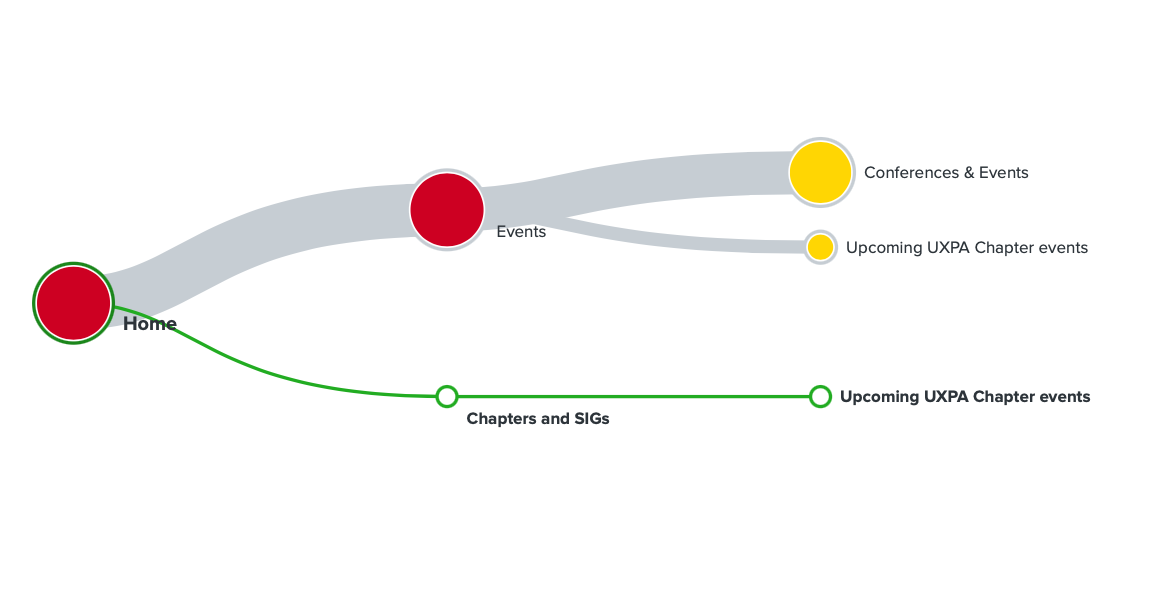 Conferences & Events
Events
Upcoming UXPA Chapter events
Home
Upcoming UXPA Chapter events
Chapters and SIGs